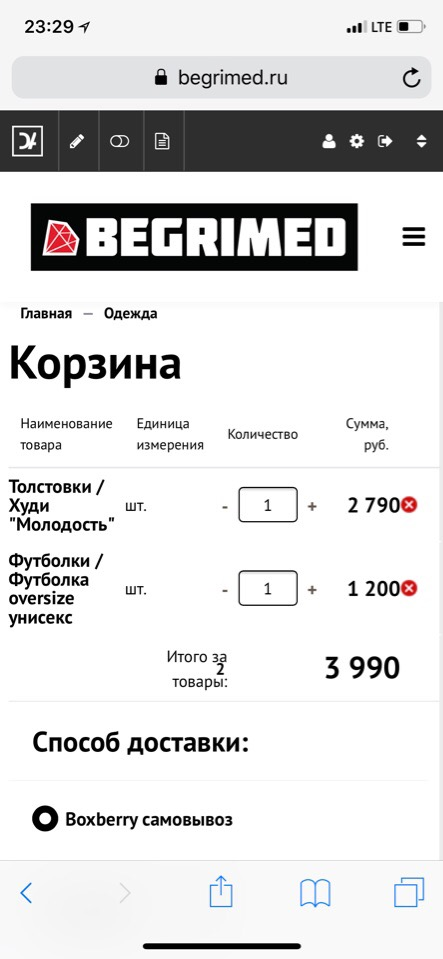 23:29
LTE
begrimed.ru
BEGRIMED
Главная — Одежда
Корзина
Наименование товара
Единица измерения
Количество
Сумма, руб.
Толстовки /
Худи
"Молодость"
шт.
- 1 +
2 790
Футболки /
Футболка
oversize
унисекс
шт.
- 1 +
1 200
Итого за
2
товары:
3 990
Способ доставки:
Boxberry самовывоз